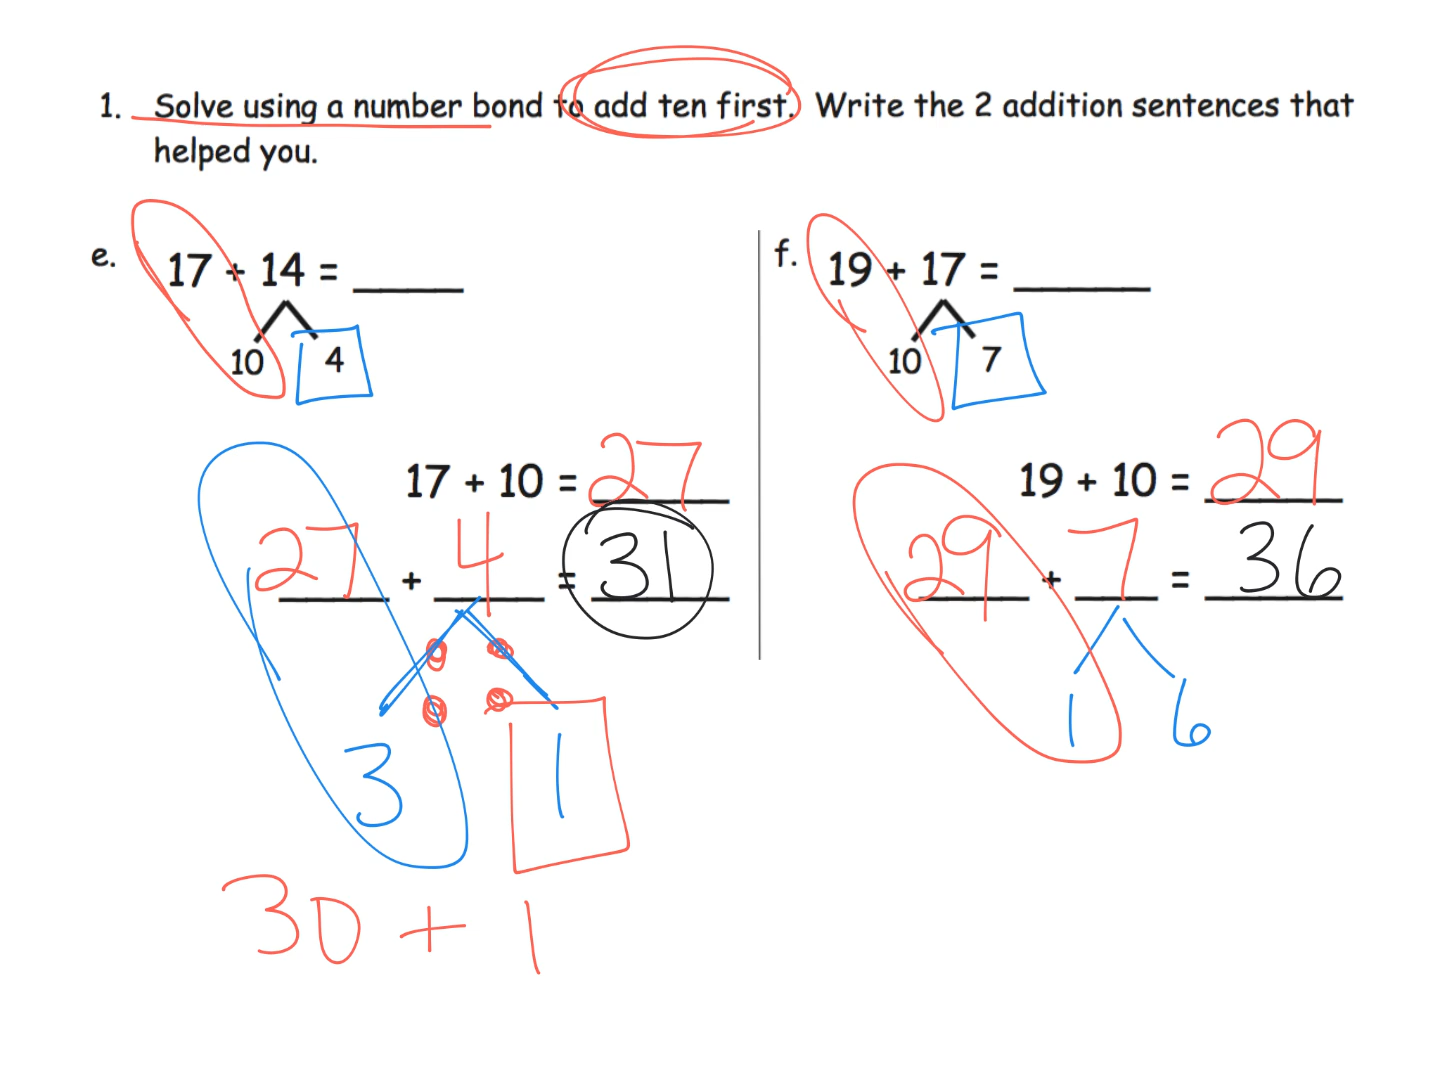 1. Solve using a number bond to add ten first. Write the 2 addition sentences that
helped you.
e. 17 + 14 = _____
10 4
17 + 10 = 27
27 + 4 = 31
3 1
30 + 1
f. 19 + 17 = _____
10 7
19 + 10 = 29
29 + 7 = 36
1 6